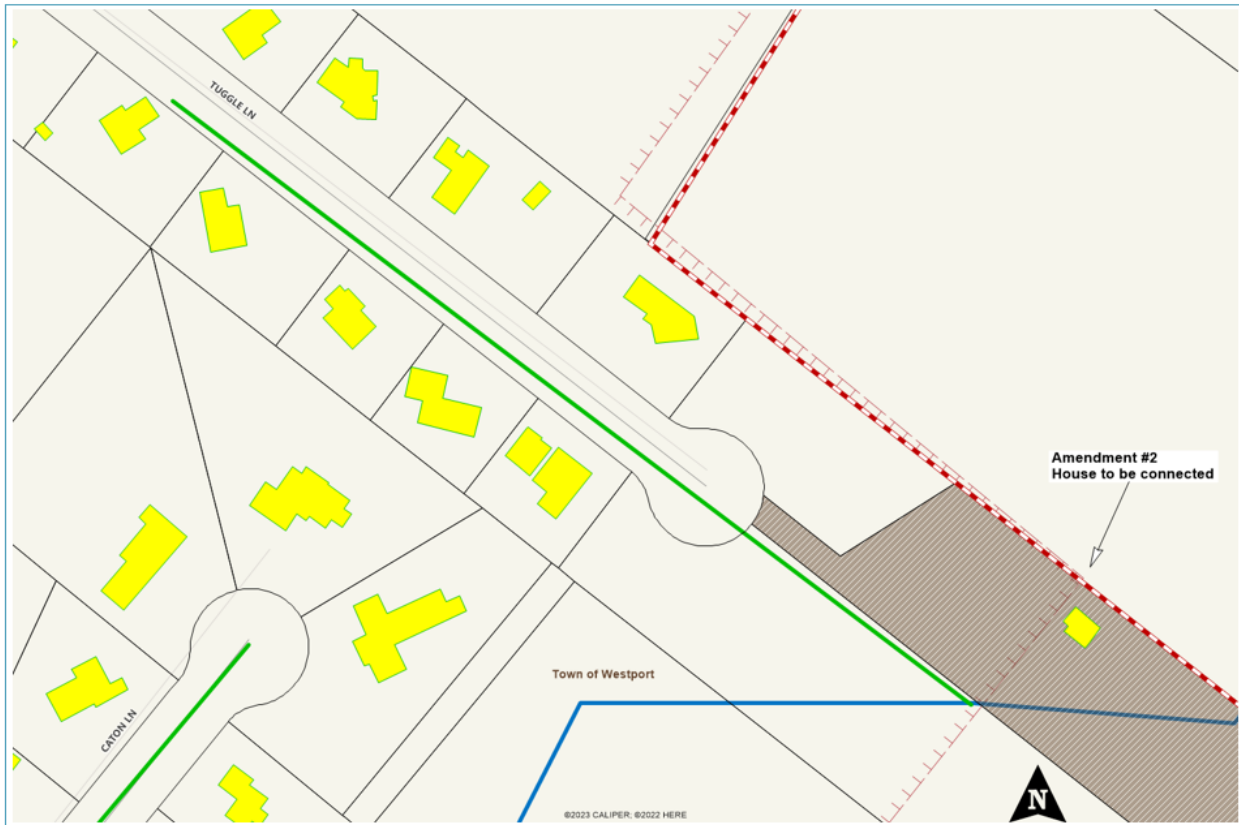 TUGGLE LN
Amendment #2
House to be connected
Town of Westport
CATON LN
N
©2023 CALIPER; ©2022 HERE